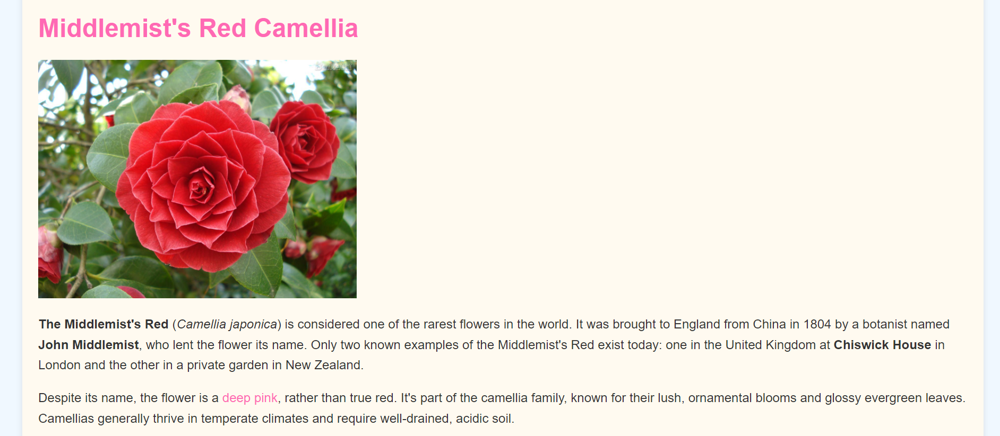 Middlemist's Red Camellia
The Middlemist's Red (Camellia japonica) is considered one of the rarest flowers in the world. It was brought to England from China in 1804 by a botanist named
John Middlemist, who lent the flower its name. Only two known examples of the Middlemist's Red exist today: one in the United Kingdom at Chiswick House in
London and the other in a private garden in New Zealand.
Despite its name, the flower is a deep pink, rather than true red. It's part of the camellia family, known for their lush, ornamental blooms and glossy evergreen leaves.
Camellias generally thrive in temperate climates and require well-drained, acidic soil.